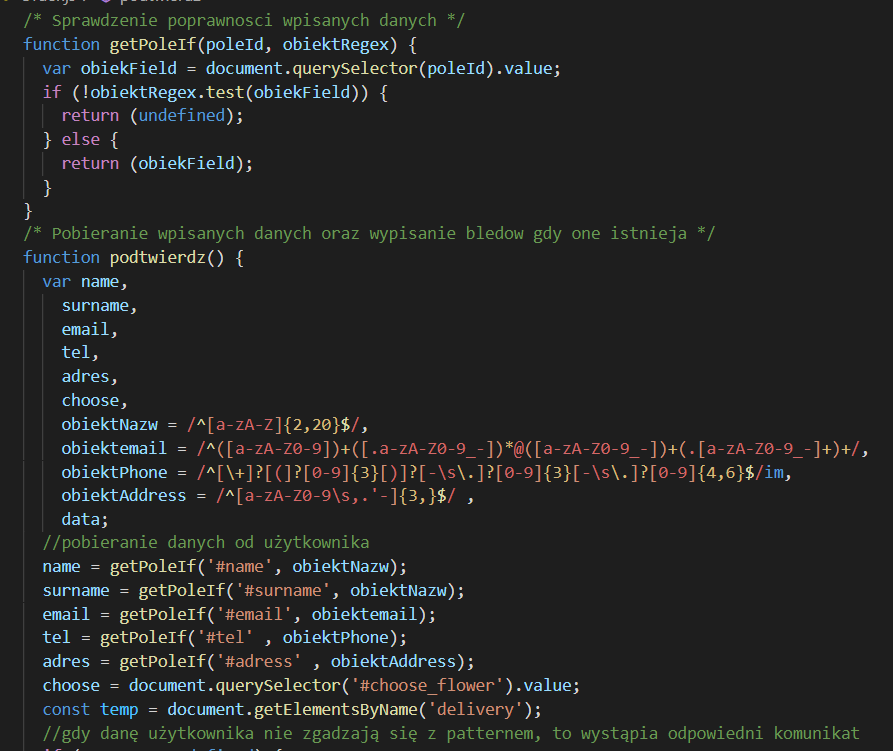 /* Sprawdzenie poprawnosci wpisanych danych */
function getPoleIf(poleId, obiektRegex) {
  var obiekField = document.querySelector(poleId).value;
  if (!obiektRegex.test(obiekField)) {
    return (undefined);
  } else {
    return (obiekField);
  }
}
/* Pobieranie wpisanych danych oraz wypisanie bledow gdy one istnieja */
function podtwierdz() {
  var name,
    surname,
    email,
    tel,
    adres,
    choose,
    obiektNazw = /^[a-zA-Z]{2,20}$/,
    obiektemail = /^([a-zA-Z0-9])+([.a-zA-Z0-9_-])*@([a-zA-Z0-9_-])+(.[a-zA-Z0-9_-]+)+/,
    obiektPhone = /^[\+]?[(]?[0-9]{3}[)]?[-\s\.]?[0-9]{3}[-\s\.]?[0-9]{4,6}$/im,
    obiektAddress = /^[a-zA-Z0-9\s,.'-]{3,}$/ ,
    data;
  //pobieranie danych od użytkownika
  name = getPoleIf('#name', obiektNazw);
  surname = getPoleIf('#surname', obiektNazw);
  email = getPoleIf('#email', obiektemail);
  tel = getPoleIf('#tel' , obiektPhone);
  adres = getPoleIf('#adress' , obiektAddress);
  choose = document.querySelector('#choose_flower').value;
  const temp = document.getElementsByName('delivery');
  //gdy danę użytkownika nie zgadzają się z patternem, to wystąpia odpowiedni komunikat